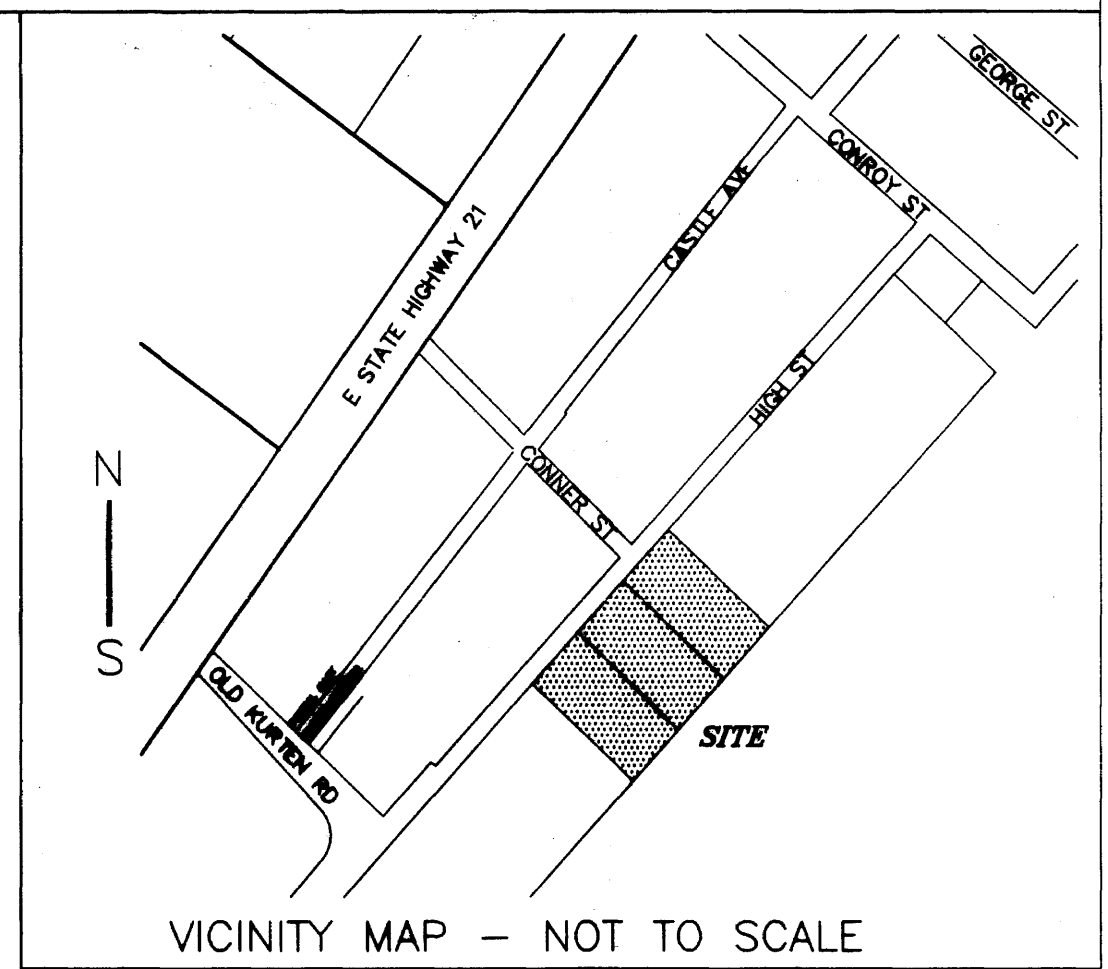 GEORGE ST
CONROY ST
CASTLE AVE
E STATE HIGHWAY 21
HIGH ST
CONNER ST
N
S
OLD KURTEN RD
SITE
VICINITY MAP – NOT TO SCALE